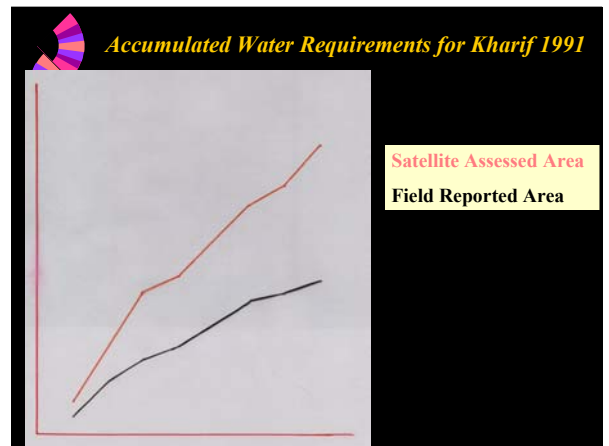 Accumulated Water Requirements for Kharif 1991
Satellite Assessed Area
Field Reported Area